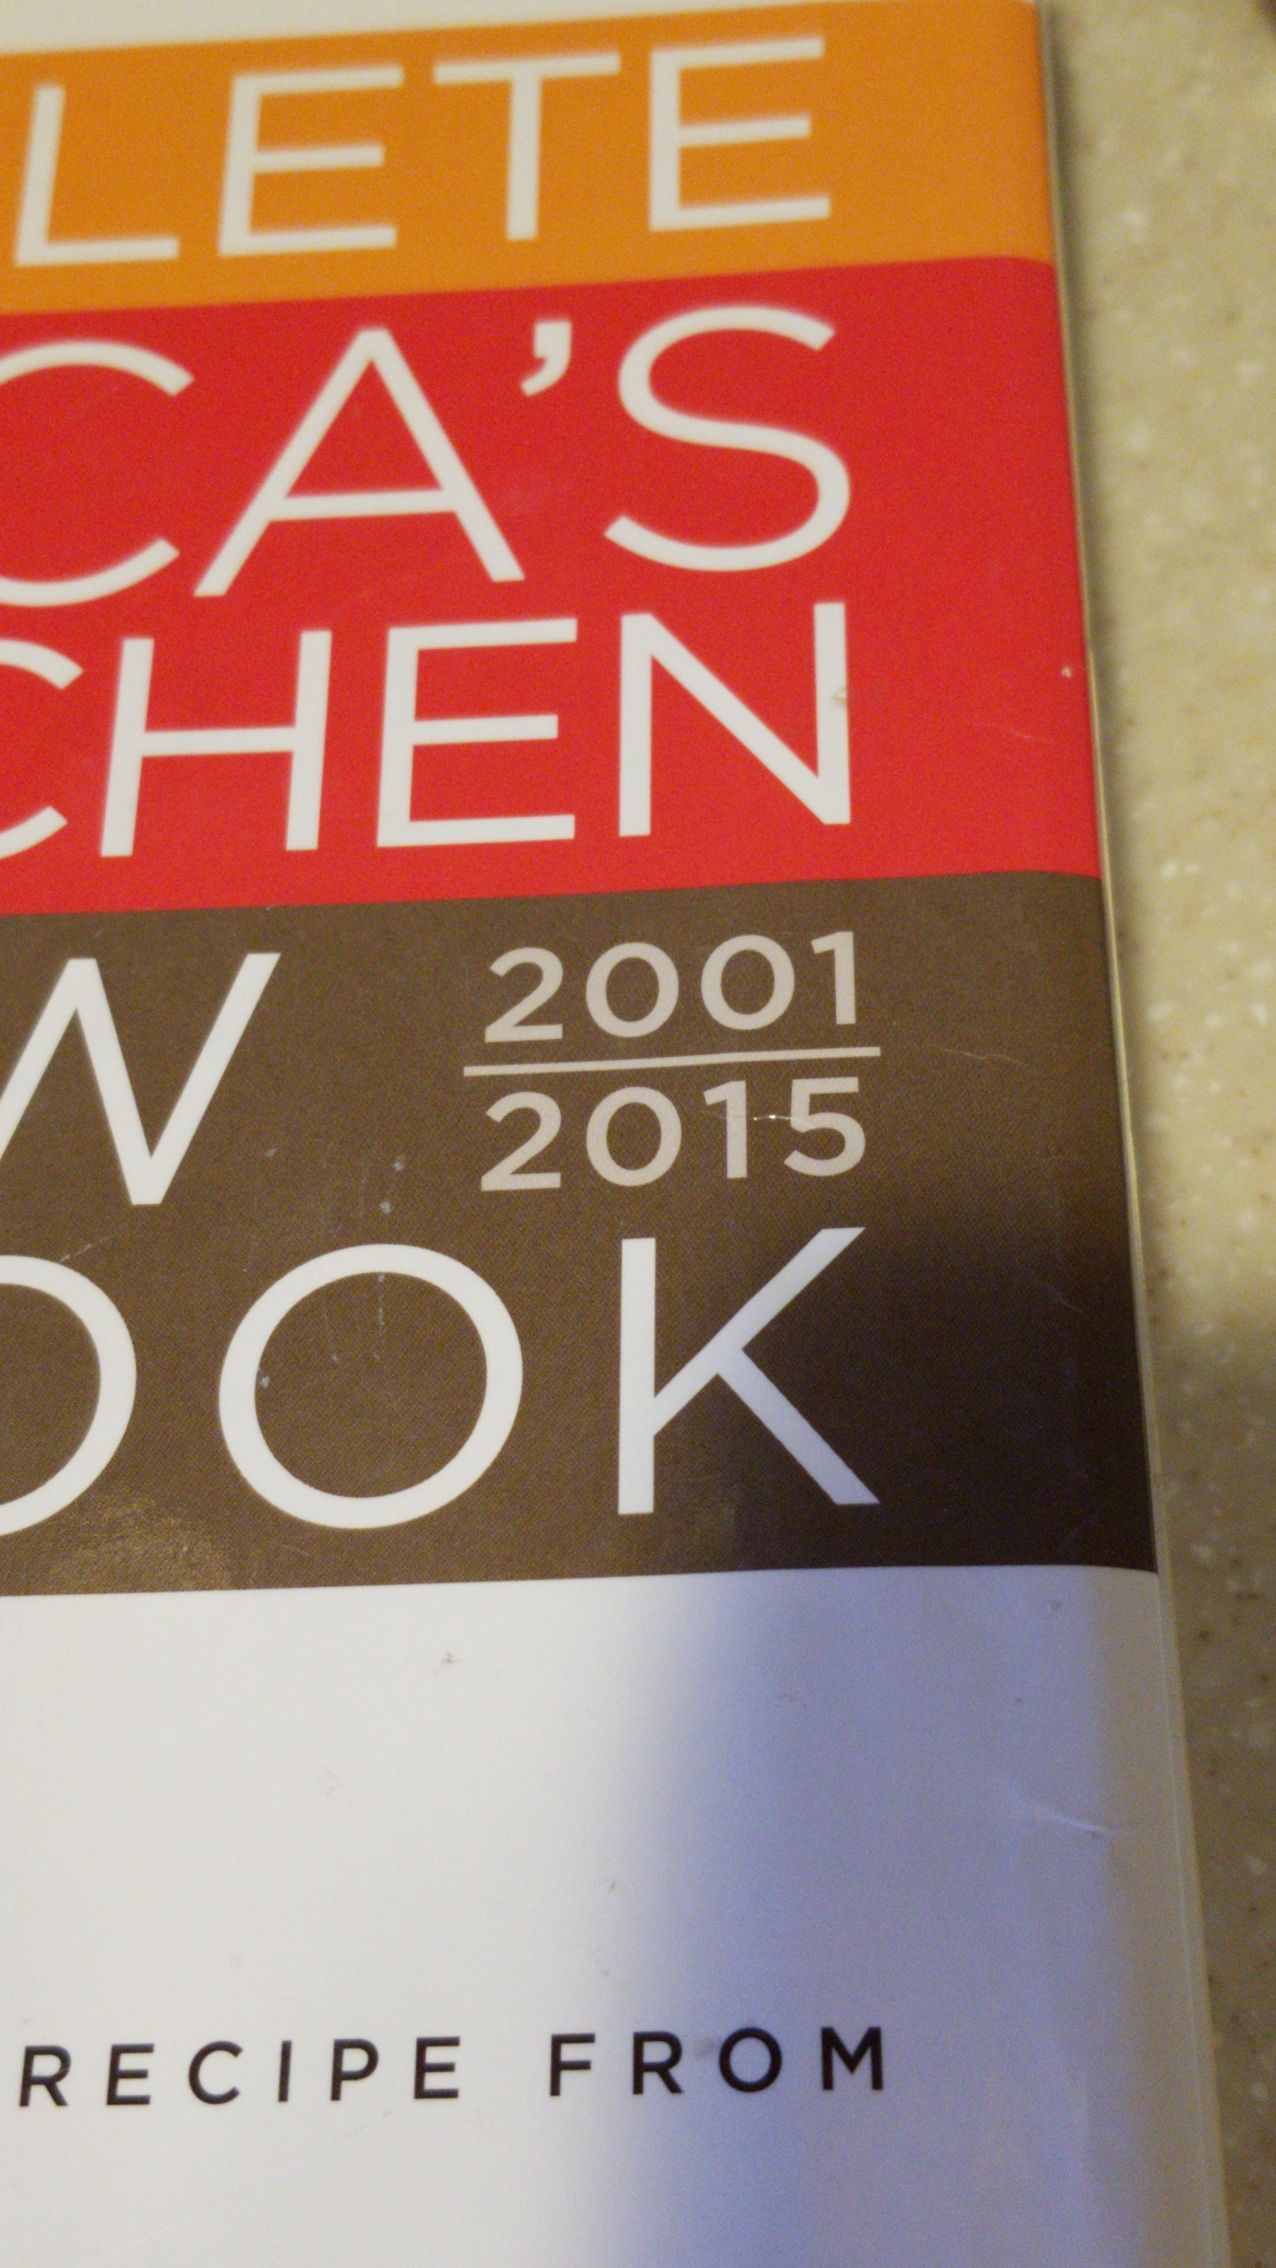 LETE
CA'S
CHEN
W 2001
2015
OOK
RECIPE FROM